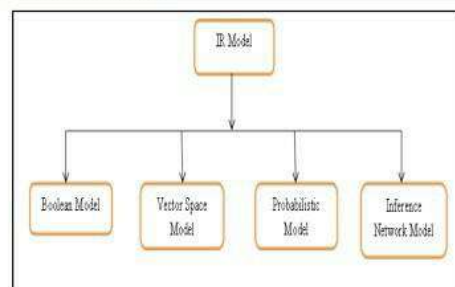 IR Model
Boolean Model
Vector Space
Model
Probabilistic
Model
Inference
Network Model